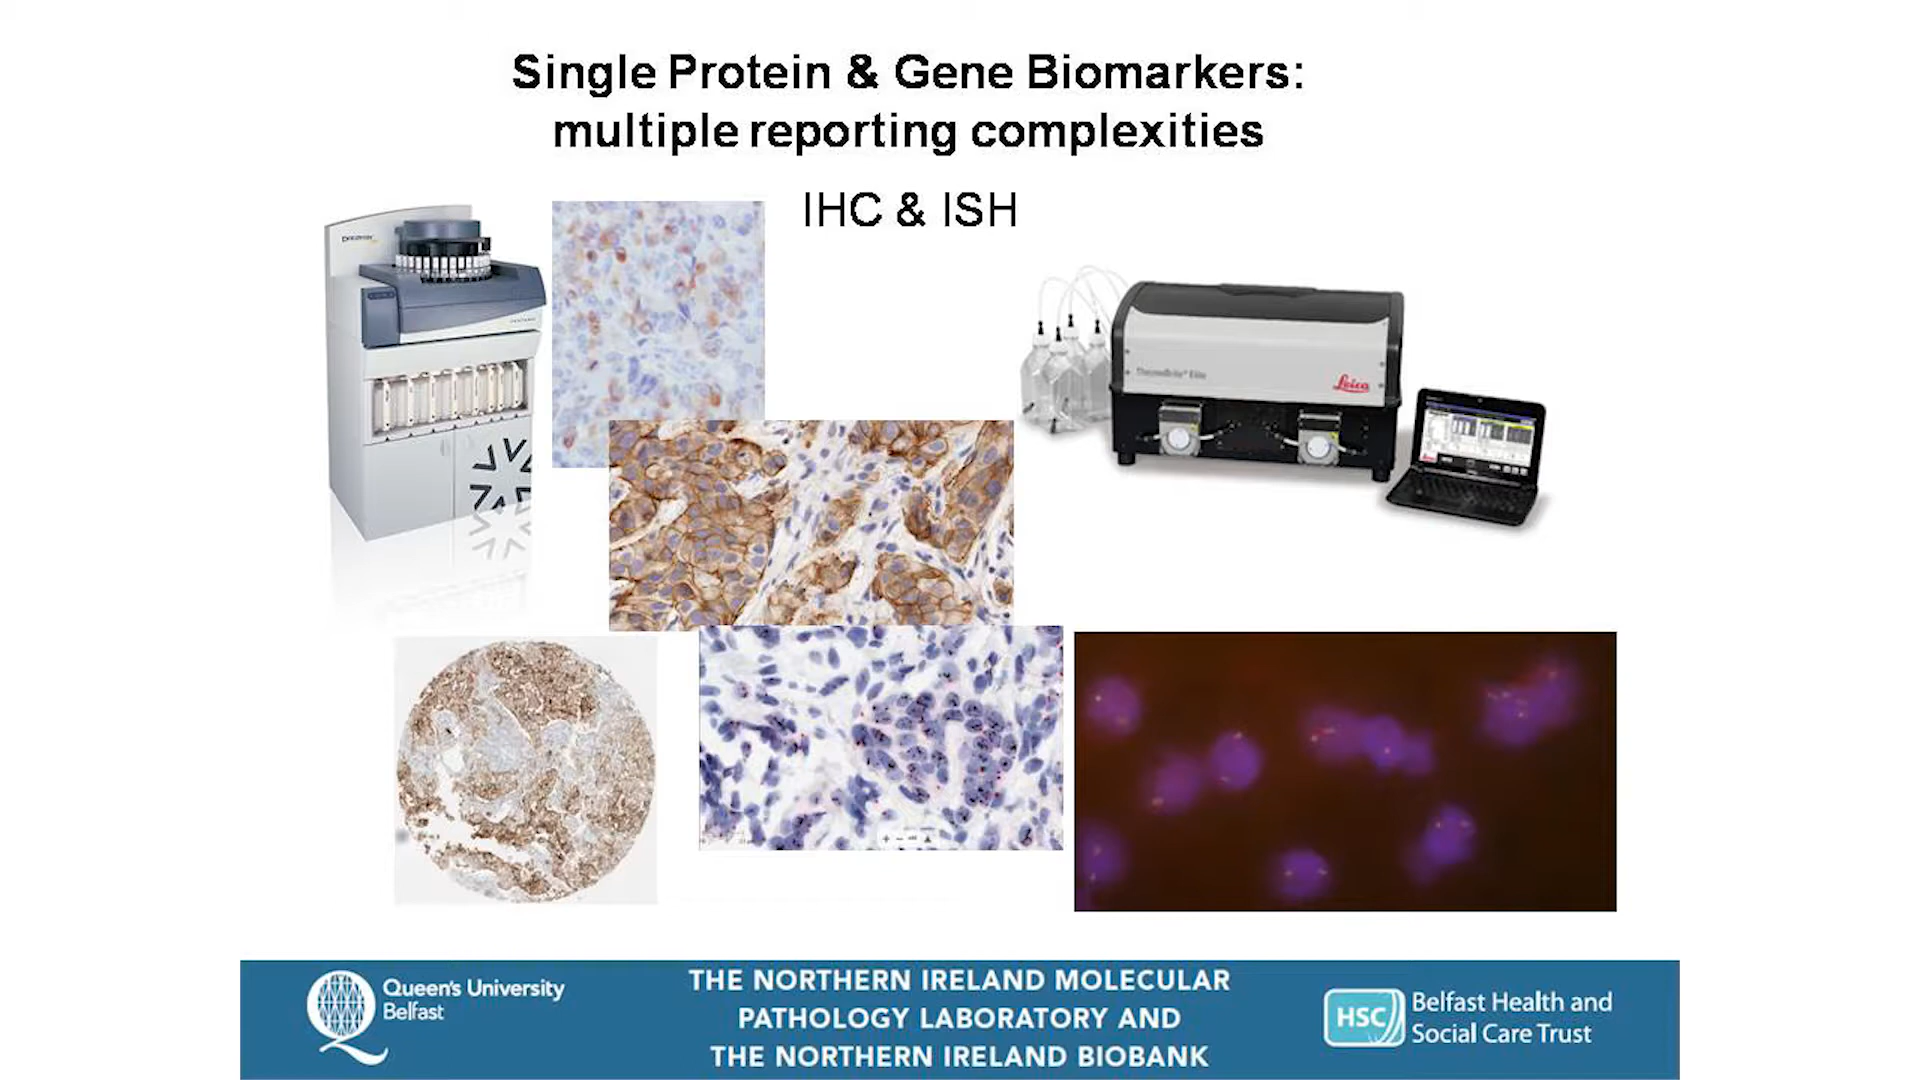 Single Protein & Gene Biomarkers:
multiple reporting complexities
IHC & ISH
Leica
Queen's University
Belfast
THE NORTHERN IRELAND MOLECULAR
PATHOLOGY LABORATORY AND
THE NORTHERN IRELAND BIOBANK
HSC
Belfast Health and
Social Care Trust